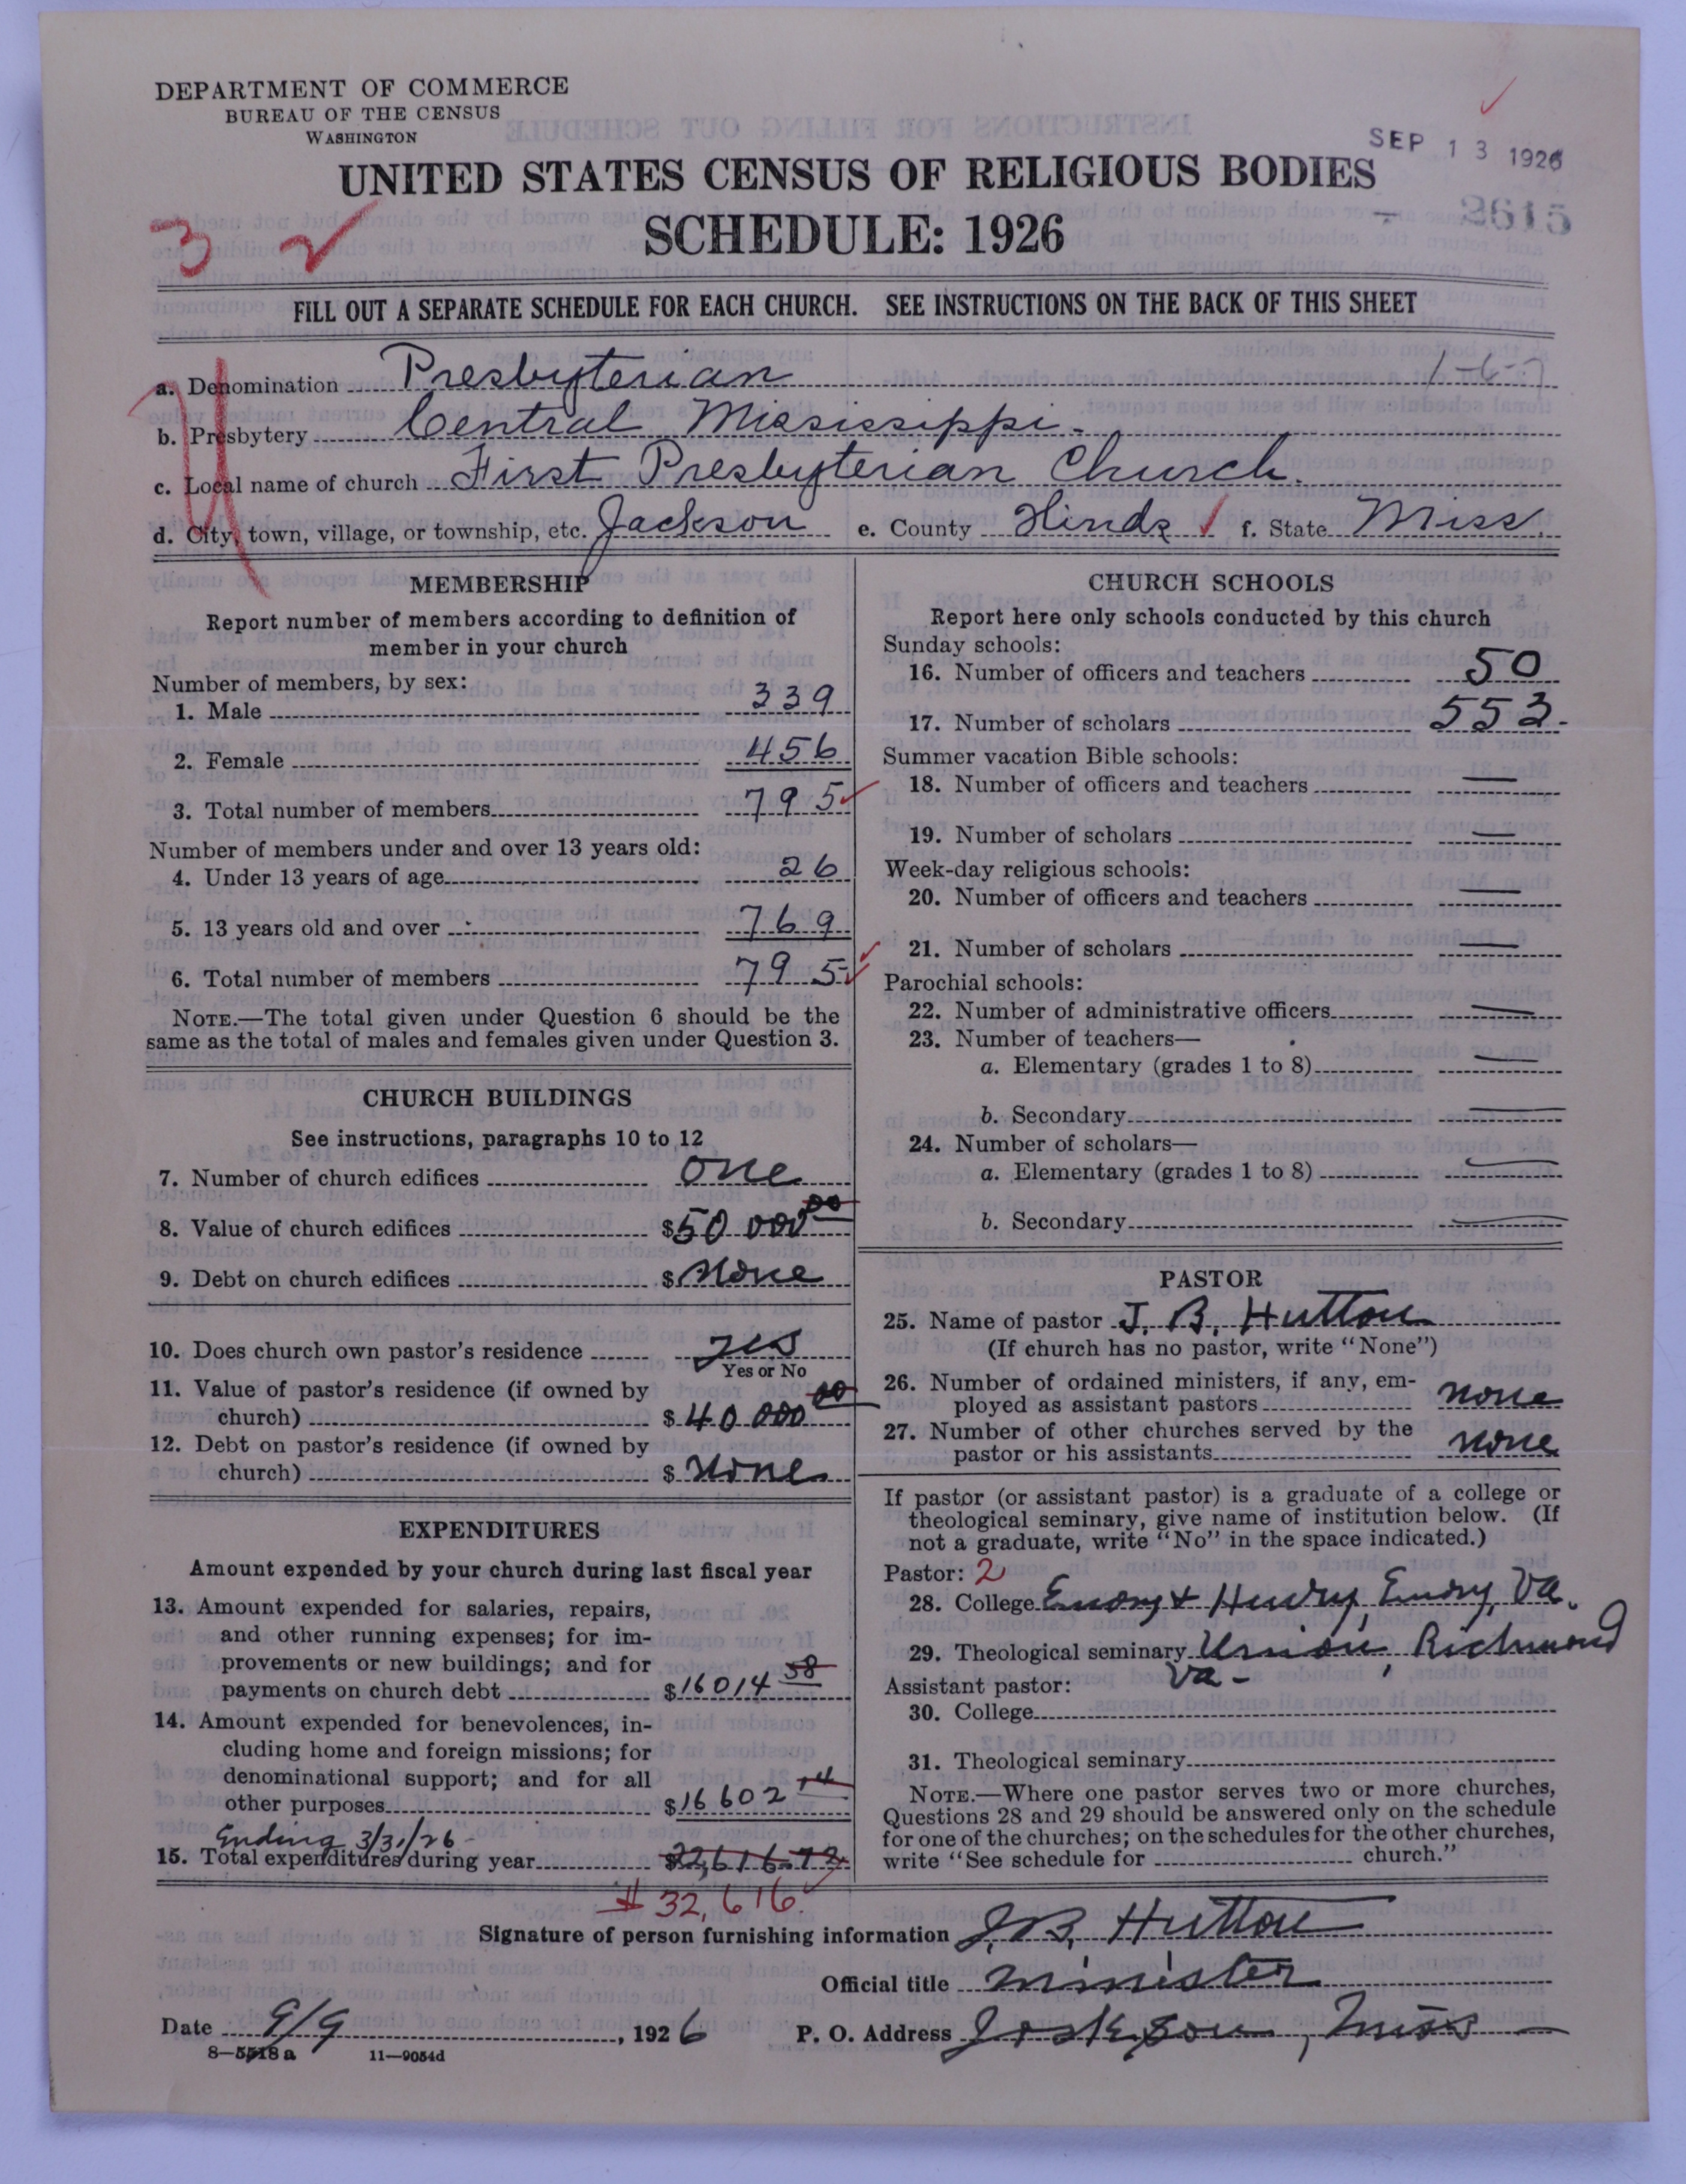 DEPARTMENT OF COMMERCE
BUREAU OF THE CENSUS
WASHINGTON
SEP 13 1926
UNITED STATES CENSUS OF RELIGIOUS BODIES
SCHEDULE: 1926
2615
3 2
FILL OUT A SEPARATE SCHEDULE FOR EACH CHURCH. SEE INSTRUCTIONS ON THE BACK OF THIS SHEET
a. Denomination Presbyterian
b. Presbytery Central Mississippi.
c. Local name of church First Presbyterian Church.
d. City, town, village, or township, etc. Jackson e. County Hinds f. State Miss.
MEMBERSHIP
Report number of members according to definition of
member in your church
Number of members, by sex:
1. Male 339
2. Female 456
3. Total number of members 795
Number of members under and over 13 years old:
4. Under 13 years of age 26
5. 13 years old and over 769
6. Total number of members 795
NOTE.—The total given under Question 6 should be the
same as the total of males and females given under Question 3.
CHURCH BUILDINGS
See instructions, paragraphs 10 to 12
7. Number of church edifices one
8. Value of church edifices $50 000 00
9. Debt on church edifices $ None
10. Does church own pastor's residence yes
Yes or No
11. Value of pastor's residence (if owned by
church) $ 40 000 00
12. Debt on pastor's residence (if owned by
church) $ None
EXPENDITURES
Amount expended by your church during last fiscal year
13. Amount expended for salaries, repairs,
and other running expenses; for im-
provements or new buildings; and for
payments on church debt $16014 58
14. Amount expended for benevolences, in-
cluding home and foreign missions; for
denominational support; and for all
other purposes $16 602 14
Ending 3/31/26
15. Total expenditures during year $32,616.72
$ 32,616.
CHURCH SCHOOLS
Report here only schools conducted by this church
Sunday schools:
16. Number of officers and teachers 50
17. Number of scholars 553.
Summer vacation Bible schools:
18. Number of officers and teachers —
19. Number of scholars —
Week-day religious schools:
20. Number of officers and teachers —
21. Number of scholars —
Parochial schools:
22. Number of administrative officers —
23. Number of teachers—
a. Elementary (grades 1 to 8) —
b. Secondary —
24. Number of scholars—
a. Elementary (grades 1 to 8) —
b. Secondary —
PASTOR
25. Name of pastor J. B. Hutton
(If church has no pastor, write "None")
26. Number of ordained ministers, if any, em-
ployed as assistant pastors none
27. Number of other churches served by the
pastor or his assistants none
If pastor (or assistant pastor) is a graduate of a college or
theological seminary, give name of institution below. (If
not a graduate, write "No" in the space indicated.)
Pastor: 2
28. College Emory & Henry, Emory, Va.
29. Theological seminary Union, Richmond
Va -
Assistant pastor:
30. College
31. Theological seminary
NOTE.—Where one pastor serves two or more churches,
Questions 28 and 29 should be answered only on the schedule
for one of the churches; on the schedules for the other churches,
write "See schedule for church."
Signature of person furnishing information J. B. Hutton
Official title minister
Date 9/9, 1926 P. O. Address Jackson, Miss —
8—5518 a 11—9054d